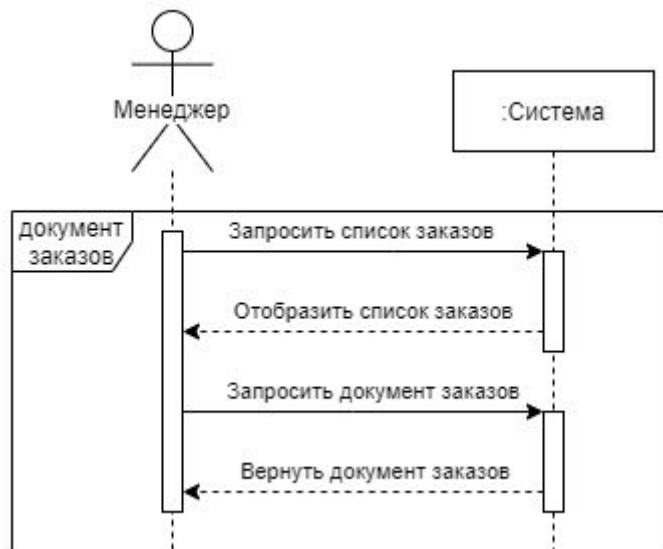 Менеджер
:Система
документ
заказов
Запросить список заказов
Отобразить список заказов
Запросить документ заказов
Вернуть документ заказов